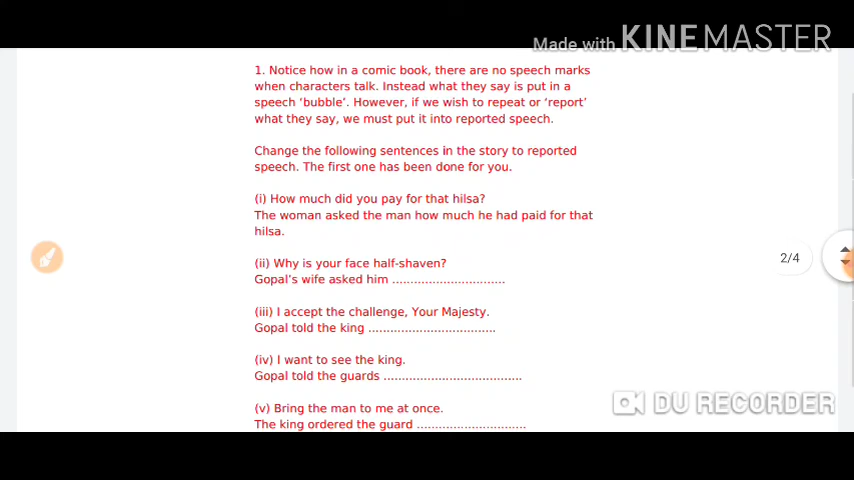 Made with KINEMASTER
1. Notice how in a comic book, there are no speech marks
when characters talk. Instead what they say is put in a
speech ‘bubble’. However, if we wish to repeat or ‘report’
what they say, we must put it into reported speech.
Change the following sentences in the story to reported
speech. The first one has been done for you.
(i) How much did you pay for that hilsa?
The woman asked the man how much he had paid for that
hilsa.
(ii) Why is your face half-shaven?
Gopal’s wife asked him ...............................
2/4
(iii) I accept the challenge, Your Majesty.
Gopal told the king ...................................
(iv) I want to see the king.
Gopal told the guards ......................................
(v) Bring the man to me at once.
The king ordered the guard ..............................
DU RECORDER